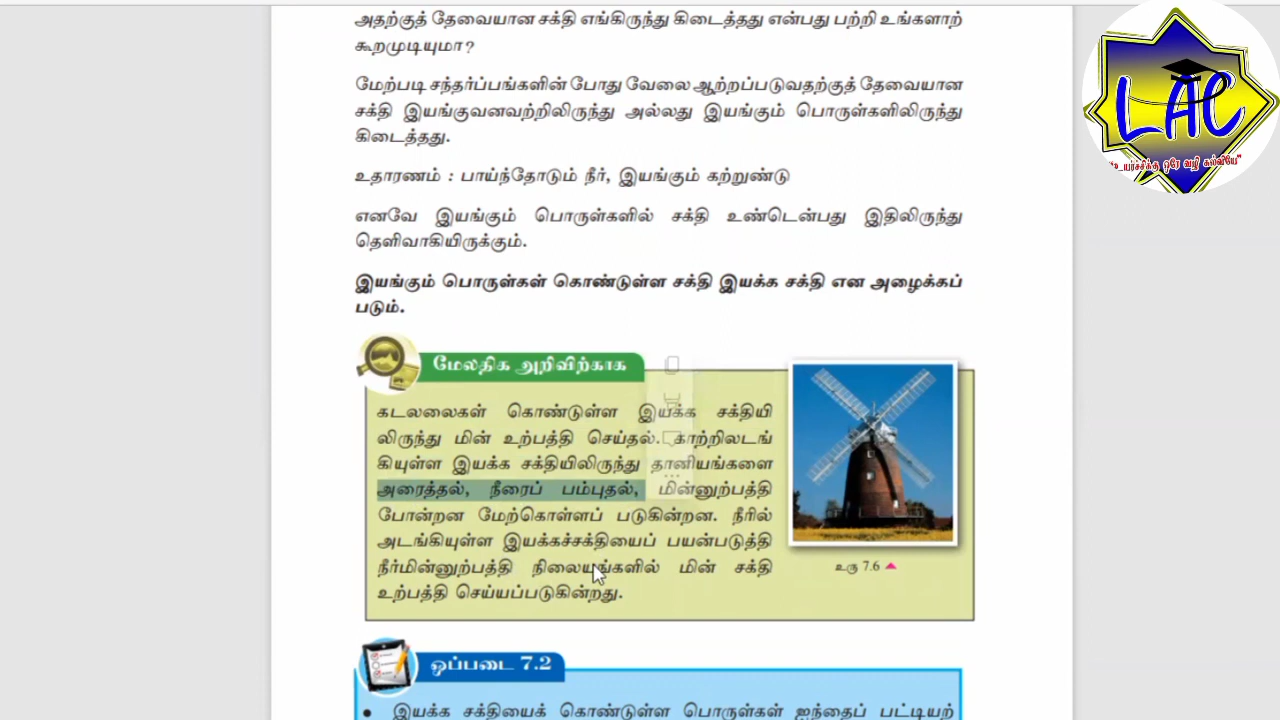 அதற்குத் தேவையான சக்தி எங்கிருந்து கிடைத்தது என்பது பற்றி உங்களாற்
கூறமுடியுமா?
மேற்படி சந்தர்ப்பங்களின் போது வேலை ஆற்றப்படுவதற்குத் தேவையான
சக்தி இயங்குவனவற்றிலிருந்து அல்லது இயங்கும் பொருள்களிலிருந்து
கிடைத்தது.
உதாரணம் : பாய்ந்தோடும் நீர், இயங்கும் கற்றுண்டு
எனவே இயங்கும் பொருள்களில் சக்தி உண்டென்பது இதிலிருந்து
தெளிவாகியிருக்கும்.
இயங்கும் பொருள்கள் கொண்டுள்ள சக்தி இயக்க சக்தி என அழைக்கப்
படும்.
மேலதிக அறிவிற்காக
கடலலைகள் கொண்டுள்ள இயக்க சக்தியி
லிருந்து மின் உற்பத்தி செய்தல். காற்றிலடங்
கியுள்ள இயக்க சக்தியிலிருந்து தானியங்களை
அரைத்தல், நீரைப் பம்புதல், மின்னுற்பத்தி
போன்றன மேற்கொள்ளப் படுகின்றன. நீரில்
அடங்கியுள்ள இயக்கச்சக்தியைப் பயன்படுத்தி
நீர்மின்னுற்பத்தி நிலையங்களில் மின் சக்தி
உற்பத்தி செய்யப்படுகின்றது.
உரு 7.6
ஒப்படை 7.2
• இயக்க சக்தியைக் கொண்டுள்ள பொருள்கள் ஐந்தைப் பட்டியற்
LAC
"உயர்ச்சிக்கு ஒரே வழி கல்வியே"